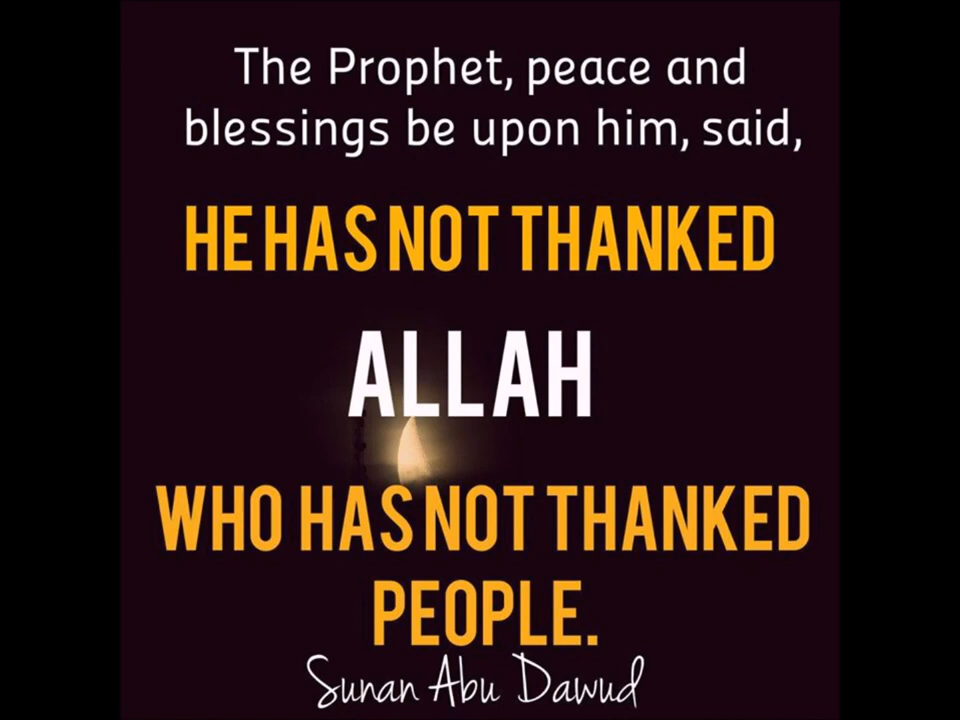 The Prophet, peace and
blessings be upon him, said,
HE HAS NOT THANKED
ALLAH
WHO HAS NOT THANKED
PEOPLE.
Sunan Abu Dawud